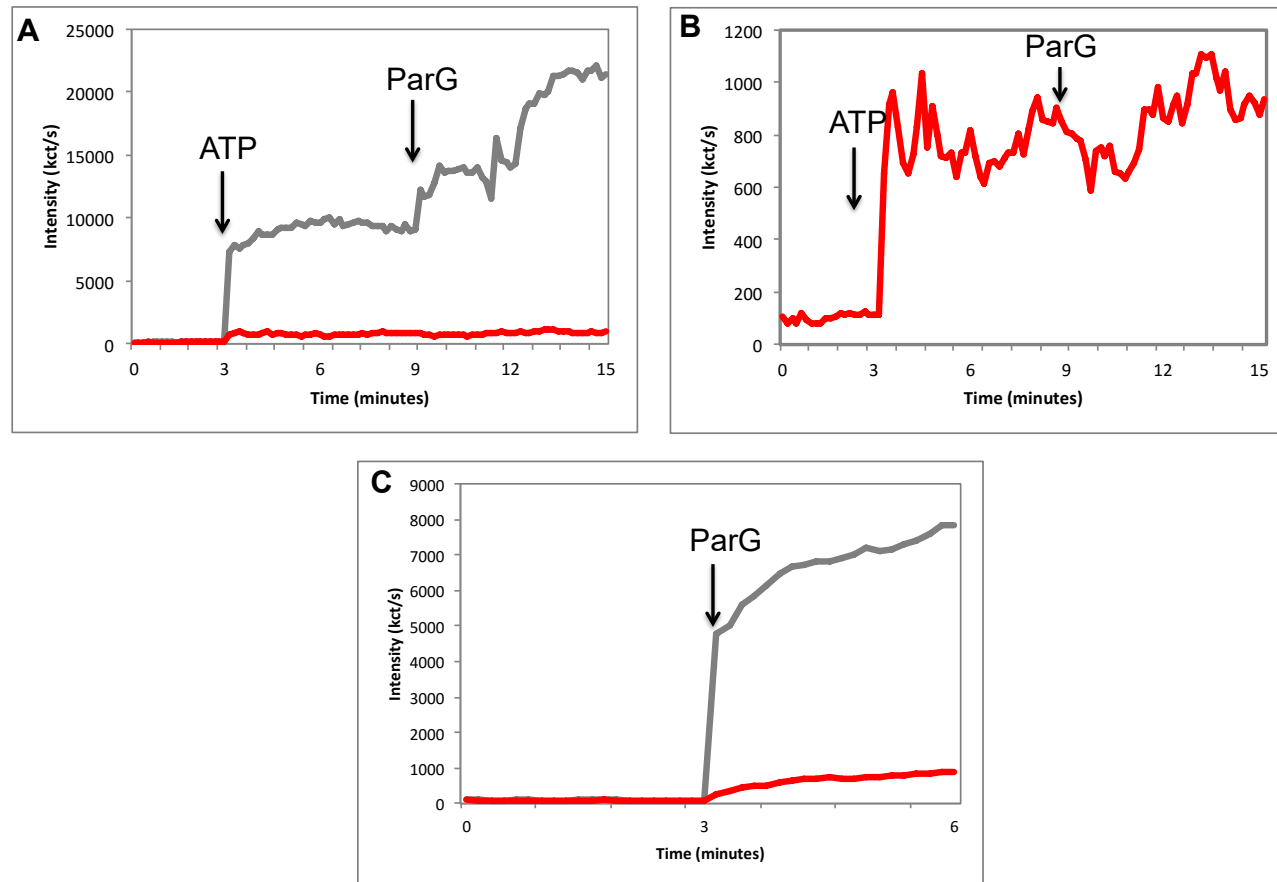 A
25000
20000
15000
10000
5000
0
Intensity (kct/s)
ATP
ParG
0 3 6 9 12 15
Time (minutes)
B
1200
1000
800
600
400
200
0
Intensity (kct/s)
ATP
ParG
0 3 6 9 12 15
Time (minutes)
C
9000
8000
7000
6000
5000
4000
3000
2000
1000
0
Intensity (kct/s)
ParG
0 3 6
Time (minutes)